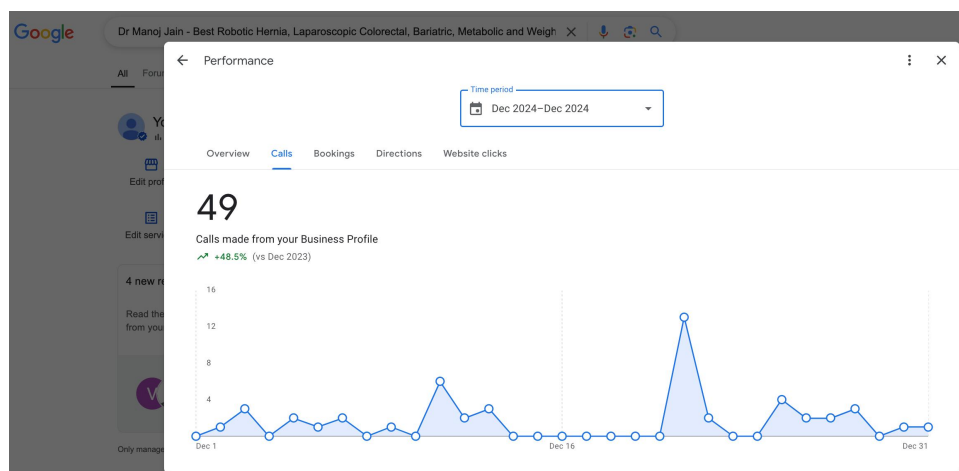 Google
Dr Manoj Jain - Best Robotic Hernia, Laparoscopic Colorectal, Bariatric, Metabolic and Weigh
All
Performance
Time period
Dec 2024–Dec 2024
Overview Calls Bookings Directions Website clicks
Edit prof
Edit servi
49
Calls made from your Business Profile
+48.5% (vs Dec 2023)
4 new re
Read the
from you
16
12
8
4
Dec 1 Dec 16 Dec 31
V
Only manage